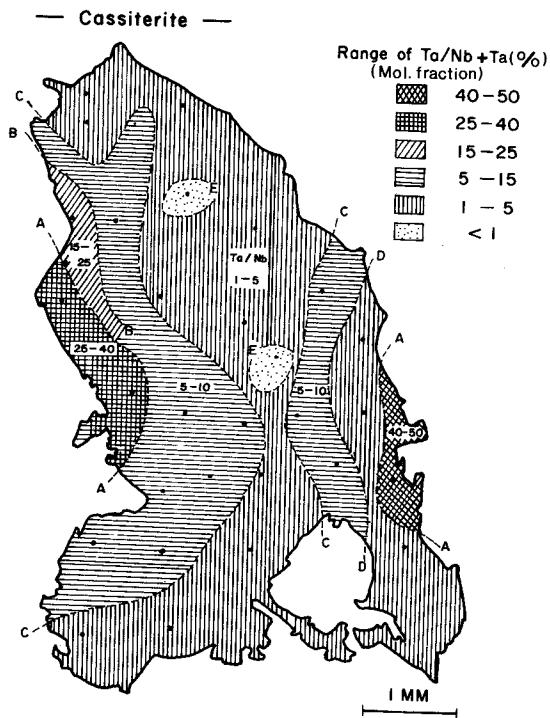 — Cassiterite —
Range of Ta/Nb+Ta(%)
(Mol. fraction)
40–50
25–40
15–25
5–15
1–5
<1
C
B
A
E
C
D
15–
25
Ta/Nb
1–5
B
E
A
25–40
5–10
5–10
40–50
A
C
D
A
C
1 MM